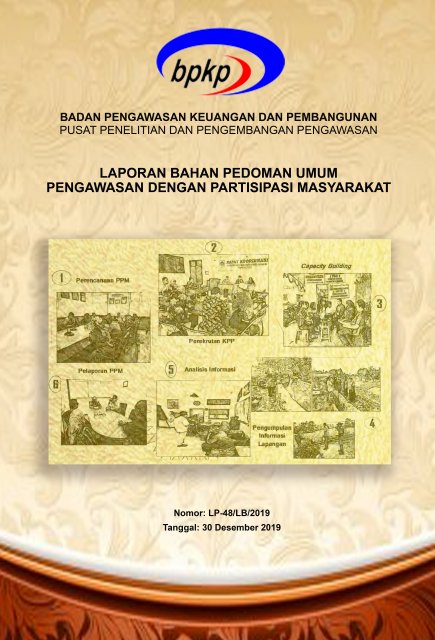 bpkp
BADAN PENGAWASAN KEUANGAN DAN PEMBANGUNAN
PUSAT PENELITIAN DAN PENGEMBANGAN PENGAWASAN
LAPORAN BAHAN PEDOMAN UMUM
PENGAWASAN DENGAN PARTISIPASI MASYARAKAT
1
Perencanaan PPM
2
RAPAT KOORDINASI
Perekrutan KPP
Capacity Building
3
Pelaporan PPM
6
5
Analisis Informasi
Pengumpulan
Informasi
Lapangan
4
Nomor: LP-48/LB/2019
Tanggal: 30 Desember 2019